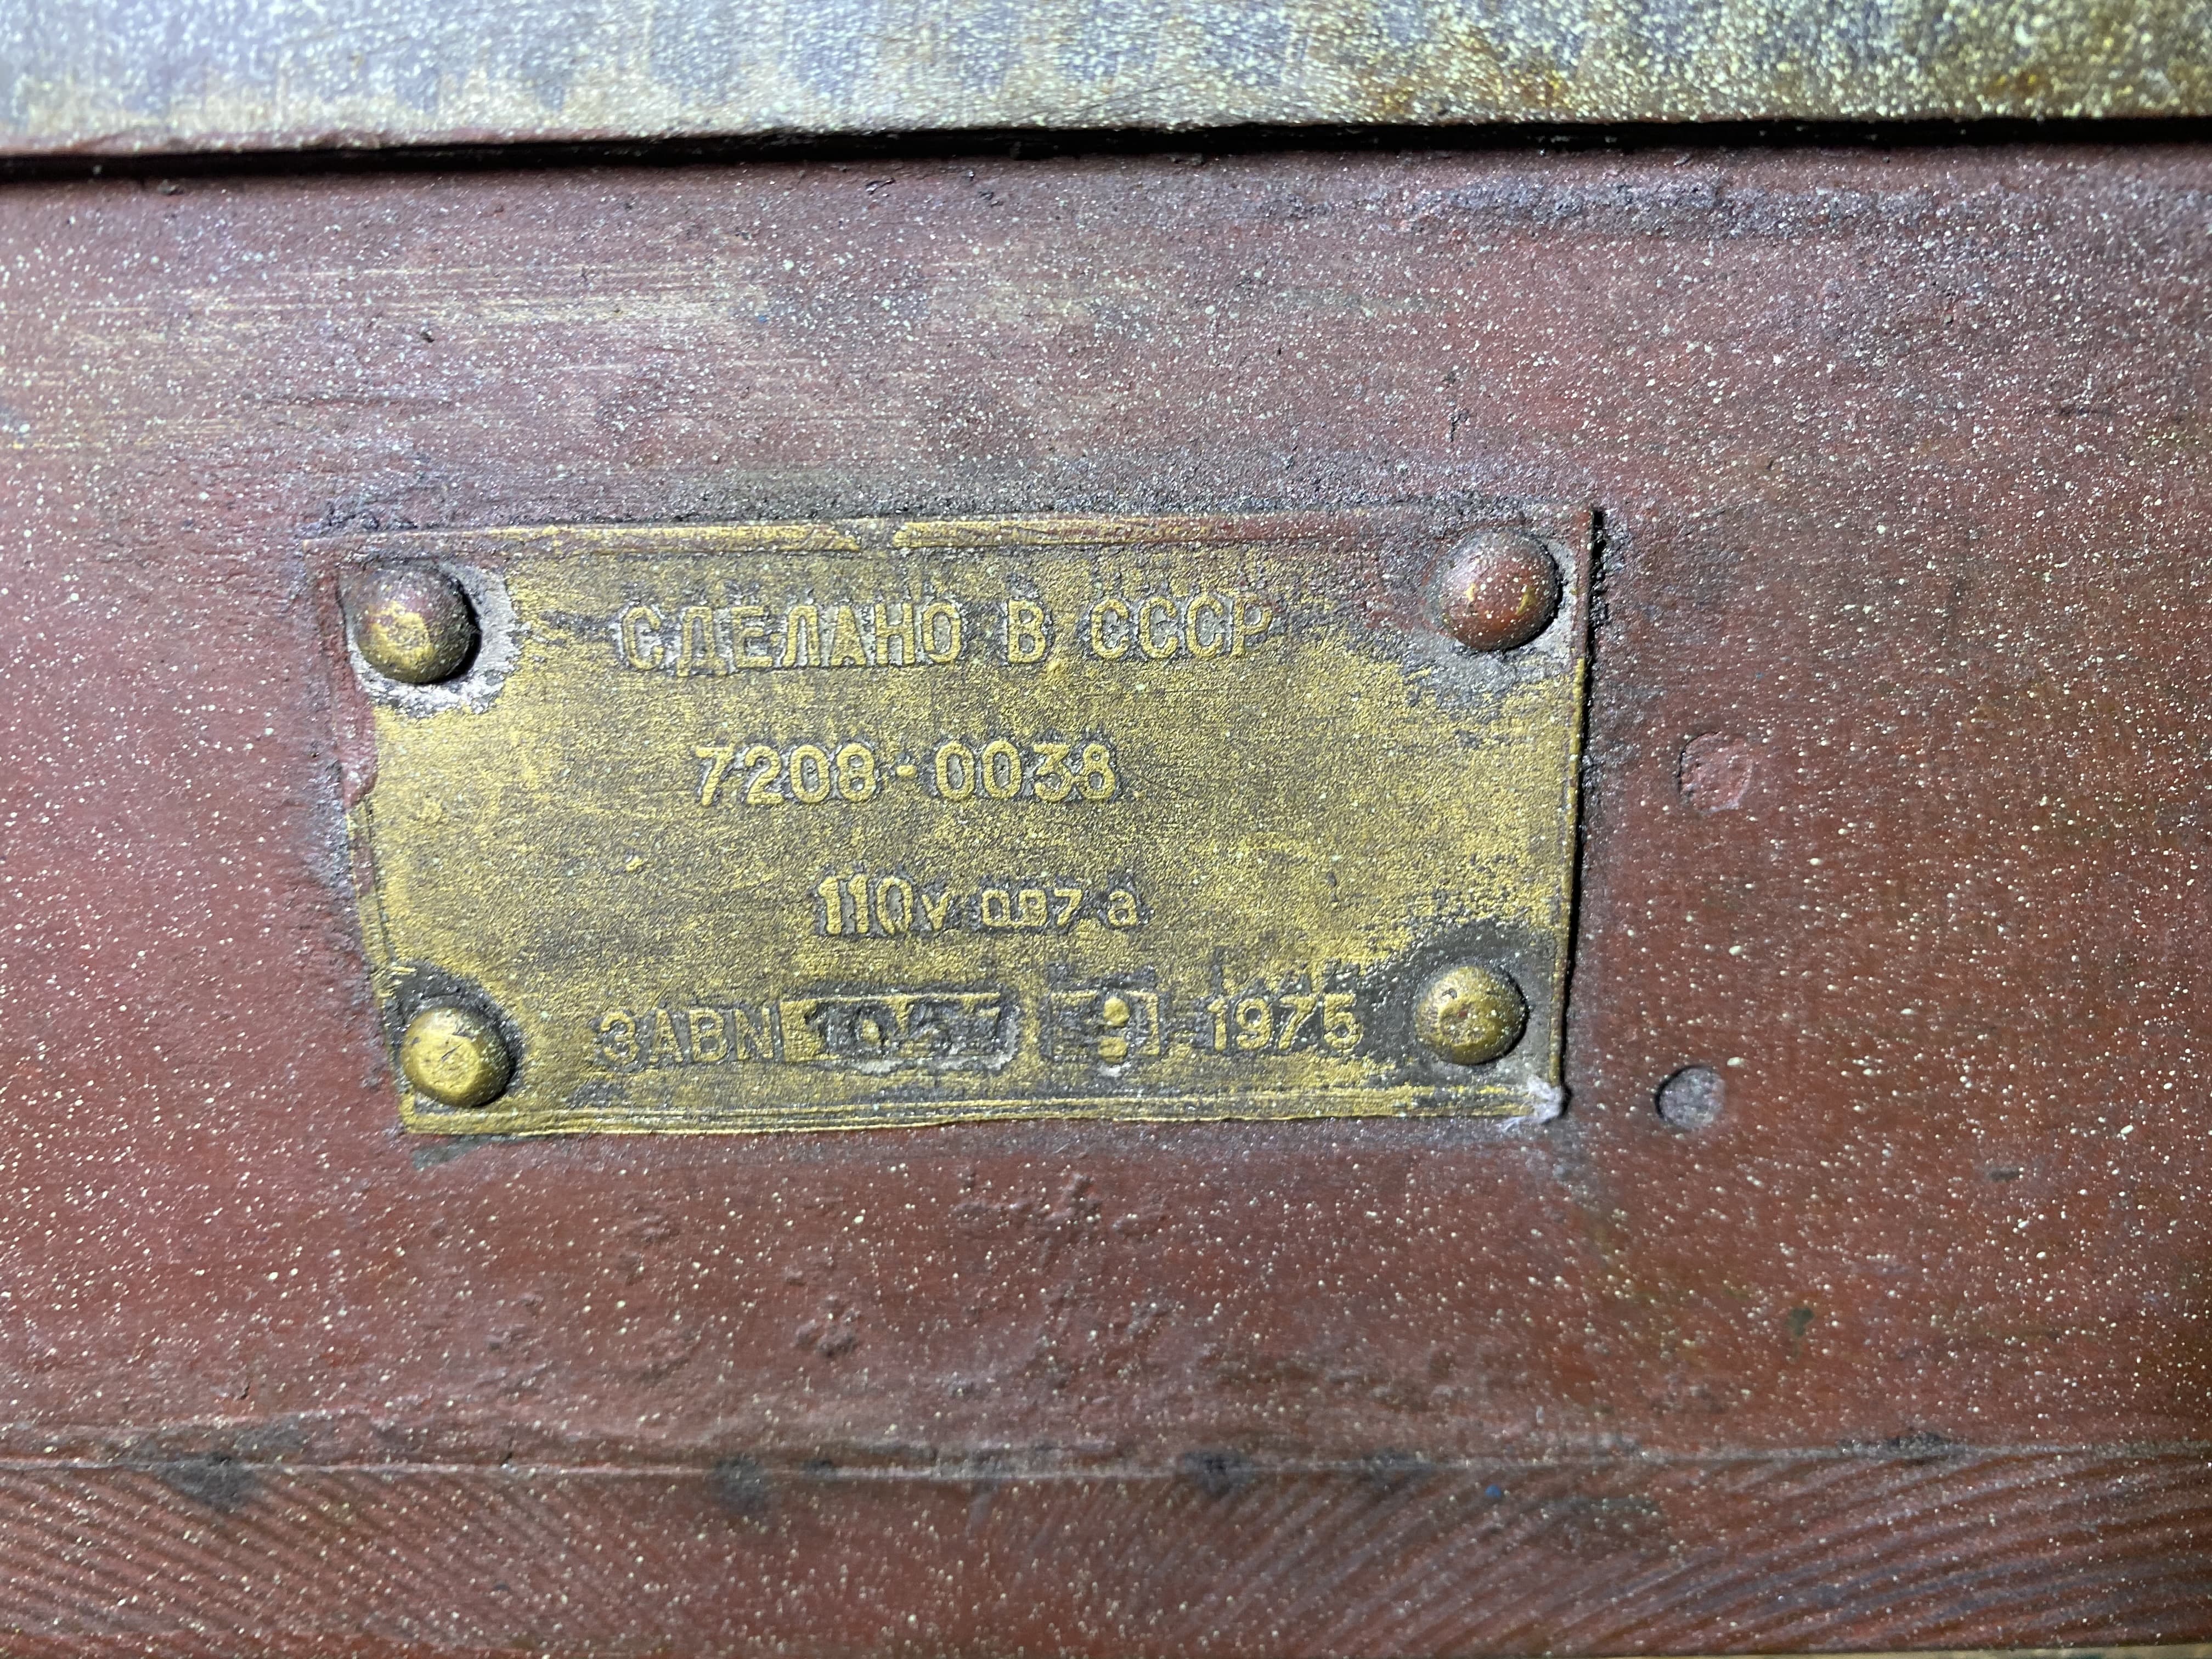 СДЕЛАНО В СССР
7208-0038
110v 0.97 а
ЗАВN 1057 1975